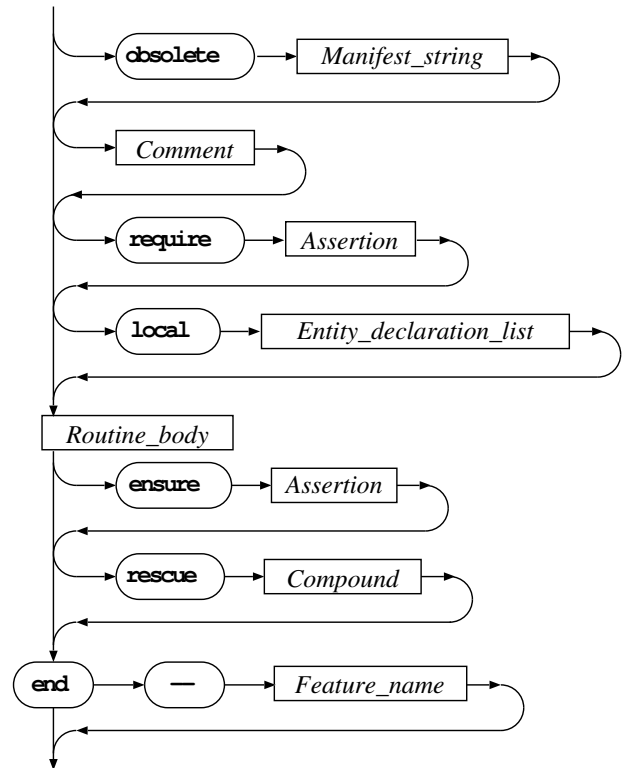 obsolete Manifest_string
Comment
require Assertion
local Entity_declaration_list
Routine_body
ensure Assertion
rescue Compound
end -- Feature_name